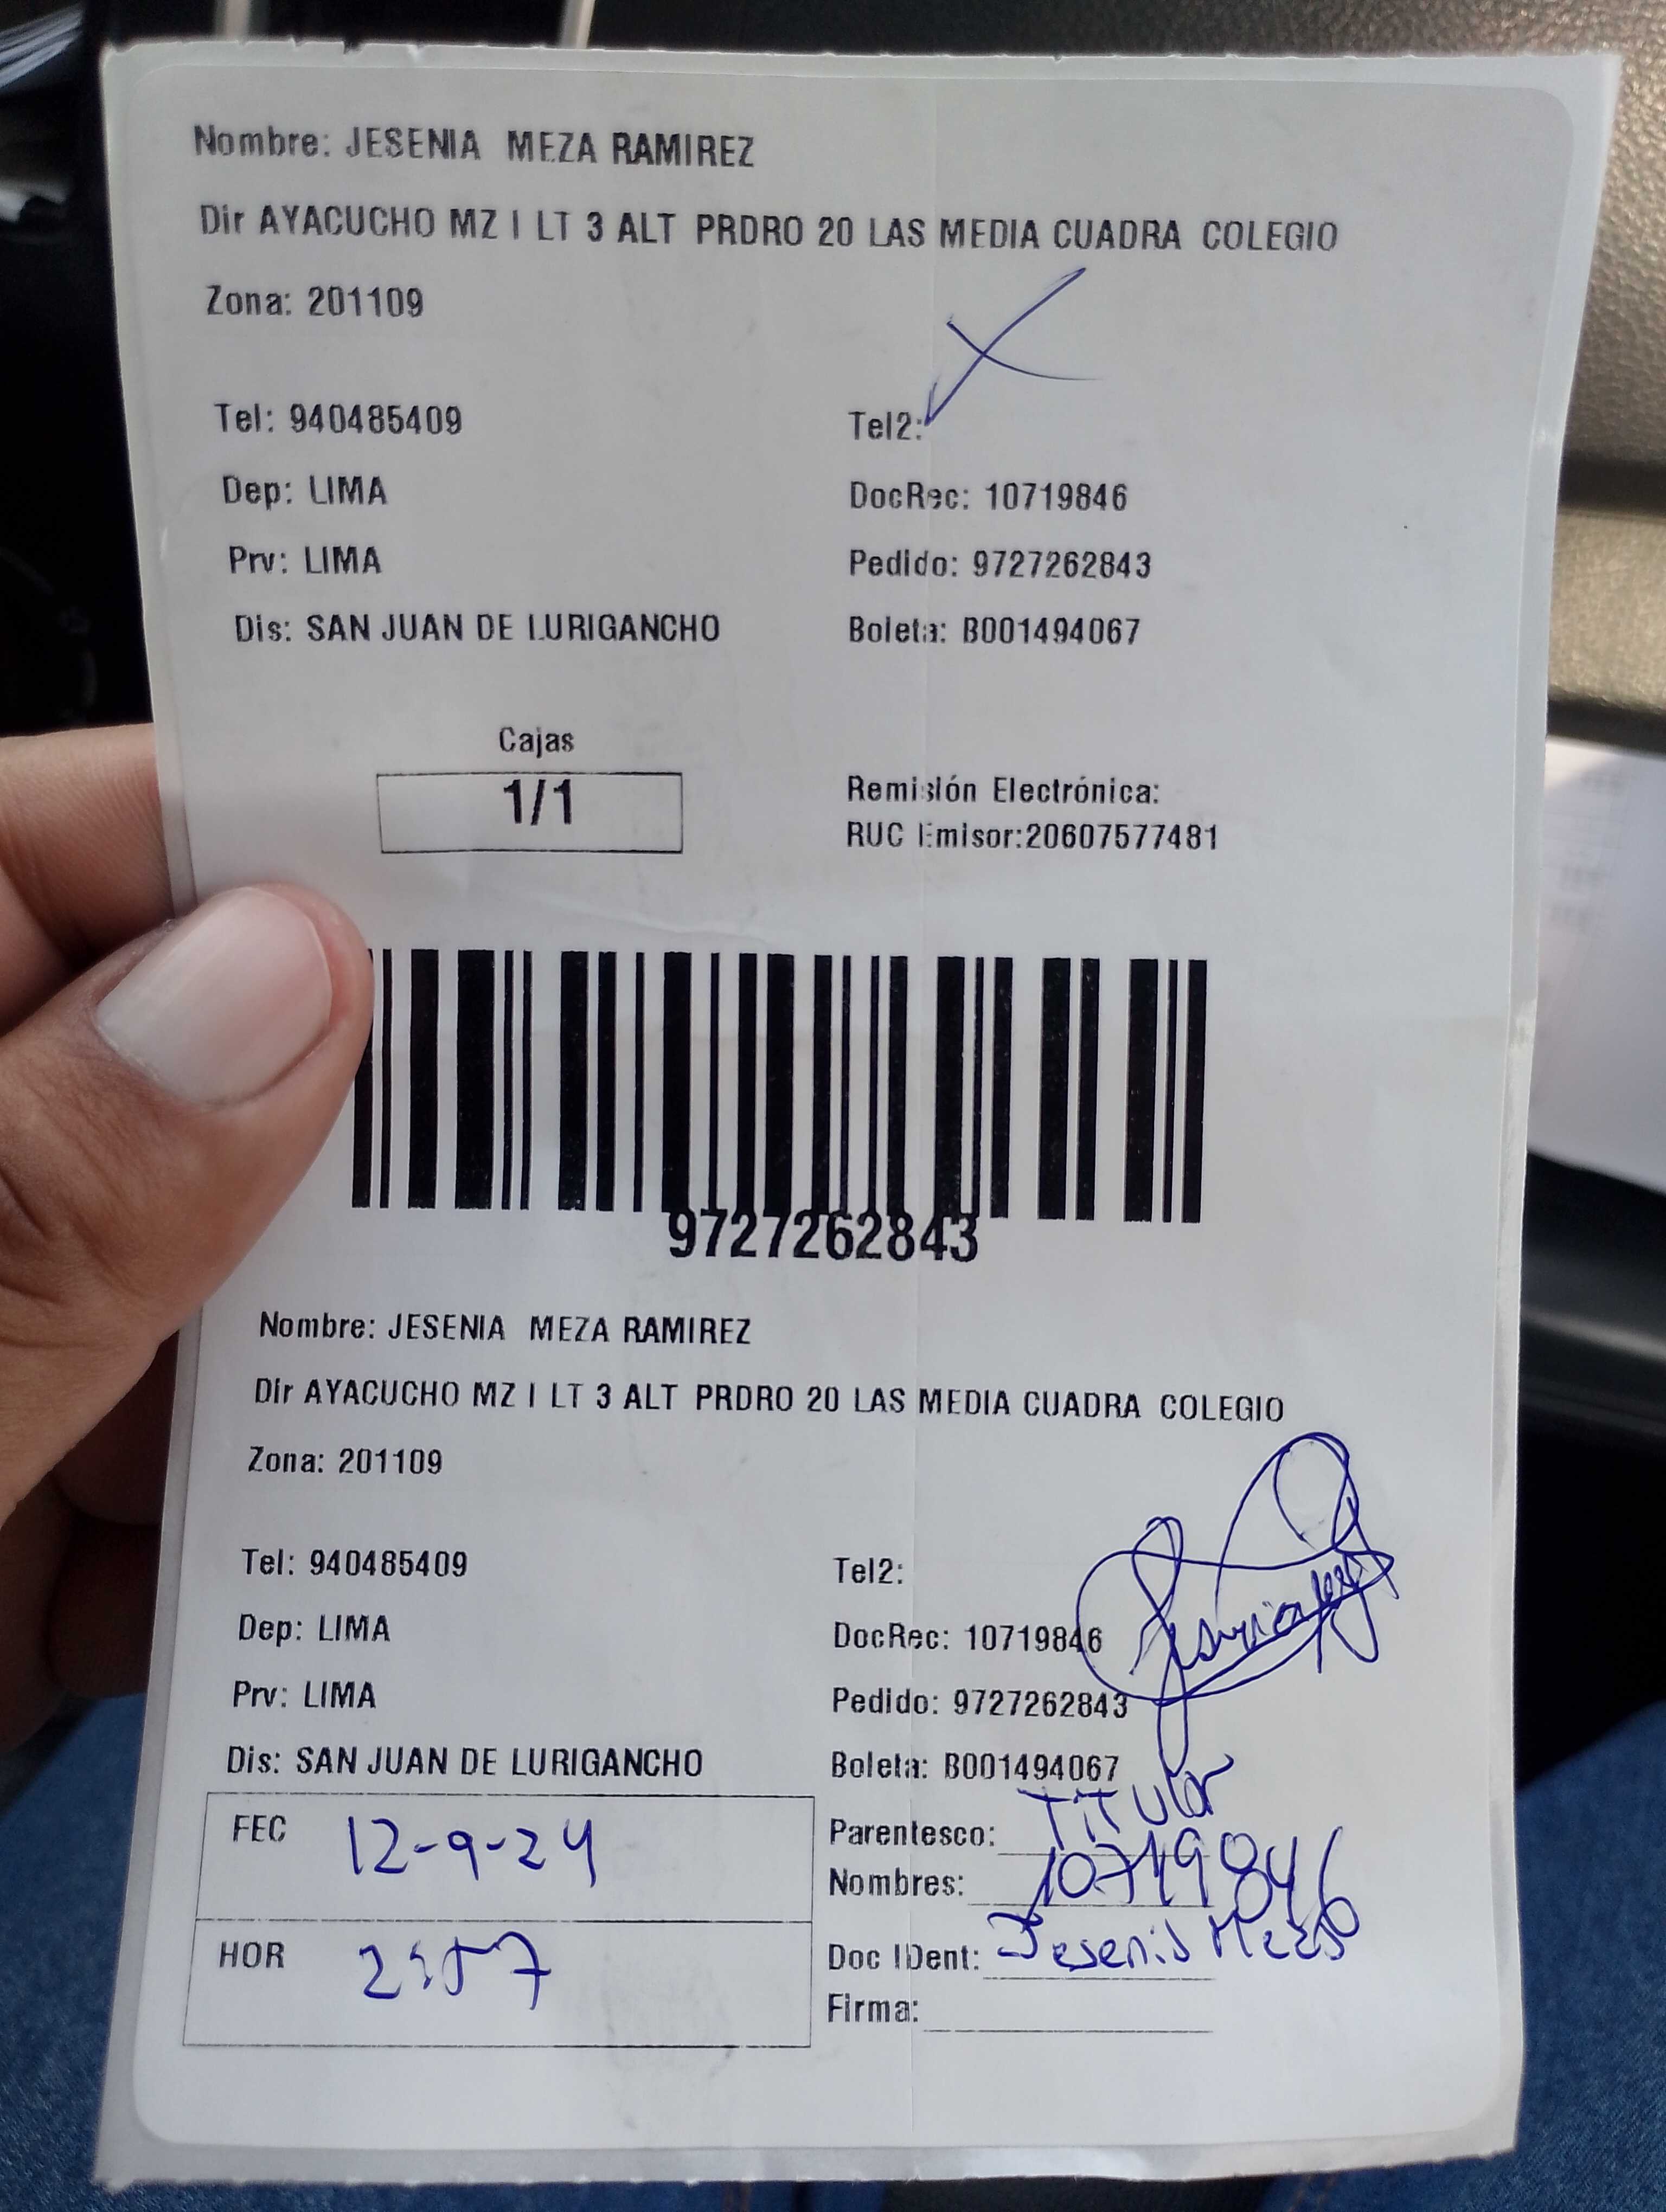 Nombre: JESENIA MEZA RAMIREZ
Dir AYACUCHO MZ I LT 3 ALT PRDRO 20 LAS MEDIA CUADRA COLEGIO
Zona: 201109
Tel: 940485409 Tel2:
Dep: LIMA DocRec: 10719846
Prv: LIMA Pedido: 9727262843
Dis: SAN JUAN DE LURIGANCHO Boleta: B001494067
Cajas
1/1
Remisión Electrónica:
RUC Emisor:20607577481
9727262843
Nombre: JESENIA MEZA RAMIREZ
Dir AYACUCHO MZ I LT 3 ALT PRDRO 20 LAS MEDIA CUADRA COLEGIO
Zona: 201109
Tel: 940485409 Tel2:
Dep: LIMA DocRec: 10719846
Prv: LIMA Pedido: 9727262843
Dis: SAN JUAN DE LURIGANCHO Boleta: B001494067
FEC 12-9-24
HOR
Parentesco: TiTular
Nombres: 10719846
Doc IDent: Jesenia Meza
Firma: